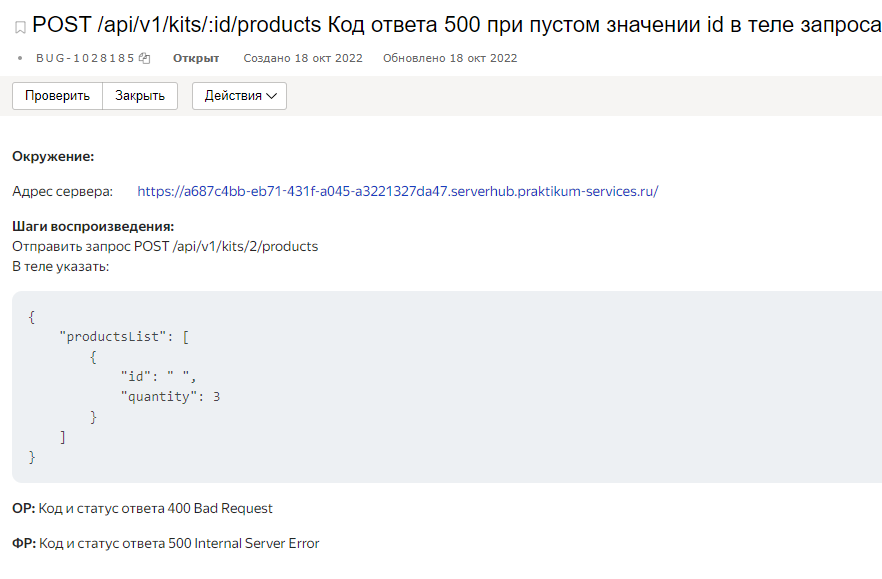 POST /api/v1/kits/:id/products Код ответа 500 при пустом значении id в теле запроса
BUG-1028185 Открыт Создано 18 окт 2022 Обновлено 18 окт 2022
Проверить Закрыть Действия
Окружение:
Адрес сервера: https://a687c4bb-eb71-431f-a045-a3221327da47.serverhub.praktikum-services.ru/
Шаги воспроизведения:
Отправить запрос POST /api/v1/kits/2/products
В теле указать:
{
    "productsList": [
        {
            "id": " ",
            "quantity": 3
        }
    ]
}
ОР: Код и статус ответа 400 Bad Request
ФР: Код и статус ответа 500 Internal Server Error